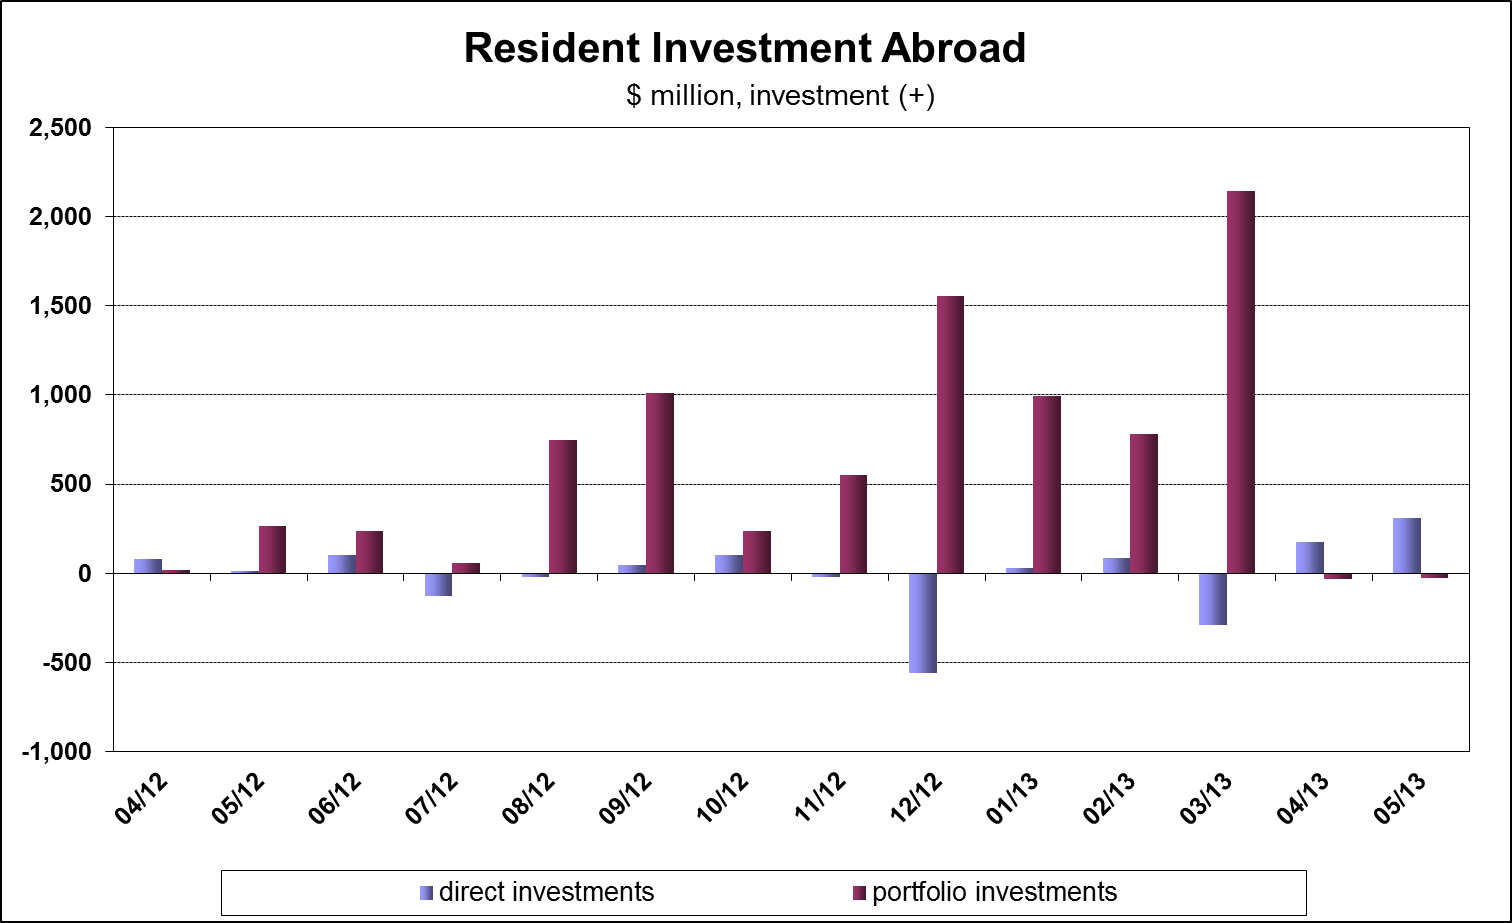 Resident Investment Abroad
$ million, investment (+)
2,500
2,000
1,500
1,000
500
0
-500
-1,000
04/12 05/12 06/12 07/12 08/12 09/12 10/12 11/12 12/12 01/13 02/13 03/13 04/13 05/13
direct investments portfolio investments